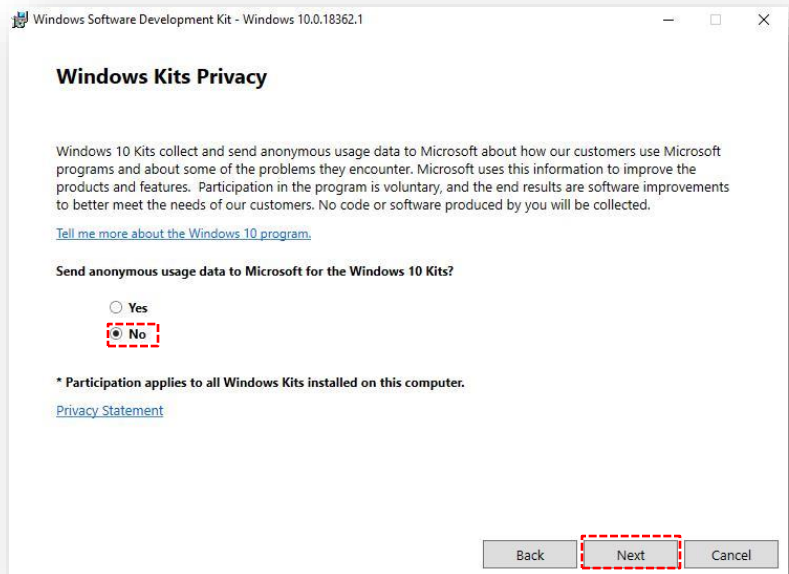 Windows Software Development Kit - Windows 10.0.18362.1
Windows Kits Privacy
Windows 10 Kits collect and send anonymous usage data to Microsoft about how our customers use Microsoft
programs and about some of the problems they encounter. Microsoft uses this information to improve the
products and features.  Participation in the program is voluntary, and the end results are software improvements
to better meet the needs of our customers. No code or software produced by you will be collected.
Tell me more about the Windows 10 program.
Send anonymous usage data to Microsoft for the Windows 10 Kits?
Yes
No
* Participation applies to all Windows Kits installed on this computer.
Privacy Statement
Back Next Cancel